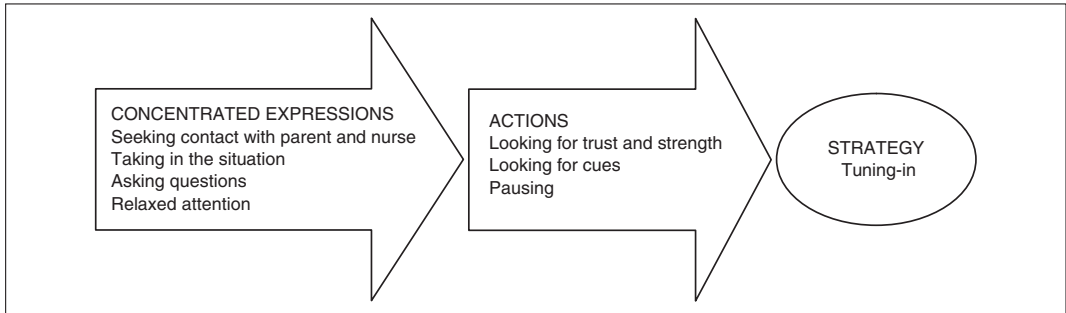 CONCENTRATED EXPRESSIONS
Seeking contact with parent and nurse
Taking in the situation
Asking questions
Relaxed attention
ACTIONS
Looking for trust and strength
Looking for cues
Pausing
STRATEGY
Tuning-in